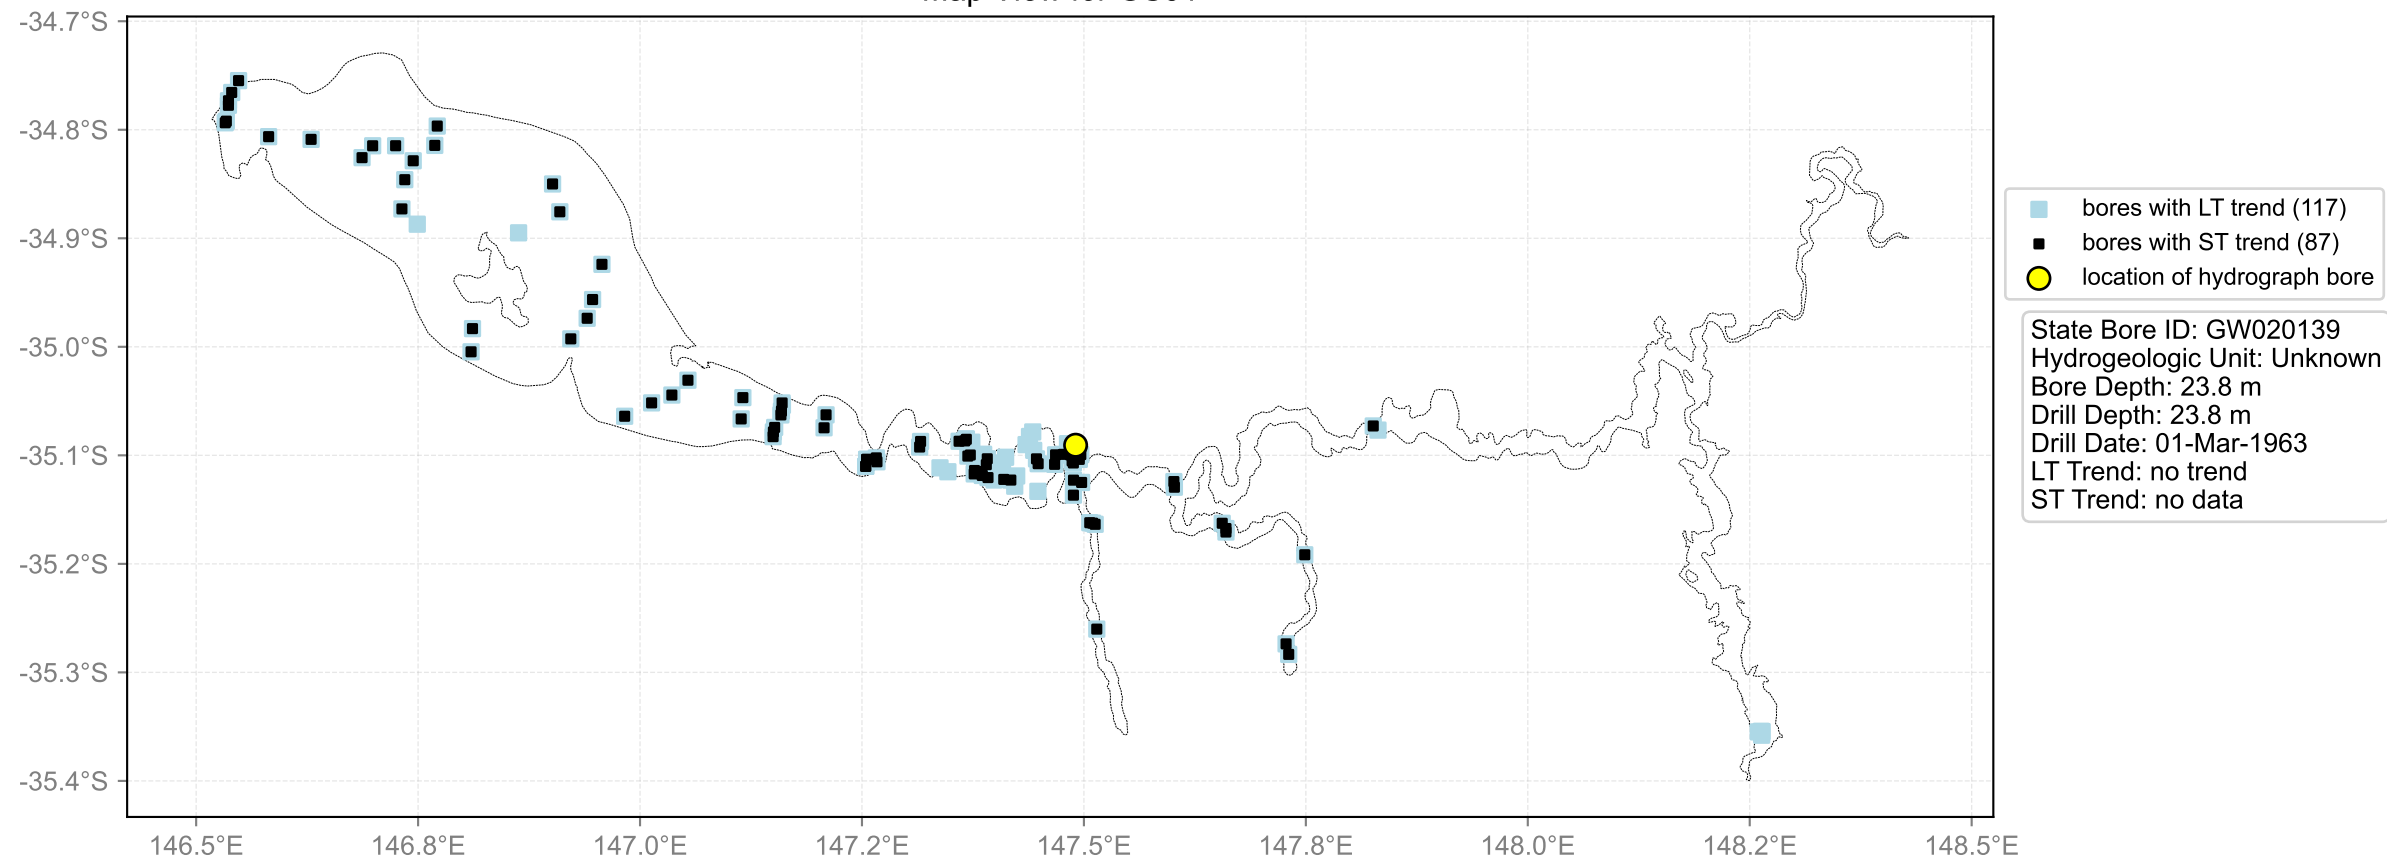 -34.7°S
-34.8°S
-34.9°S
-35.0°S
-35.1°S
-35.2°S
-35.3°S
-35.4°S
146.5°E 146.8°E 147.0°E 147.2°E 147.5°E 147.8°E 148.0°E 148.2°E 148.5°E
bores with LT trend (117)
bores with ST trend (87)
location of hydrograph bore
State Bore ID: GW020139
Hydrogeologic Unit: Unknown
Bore Depth: 23.8 m
Drill Depth: 23.8 m
Drill Date: 01-Mar-1963
LT Trend: no trend
ST Trend: no data